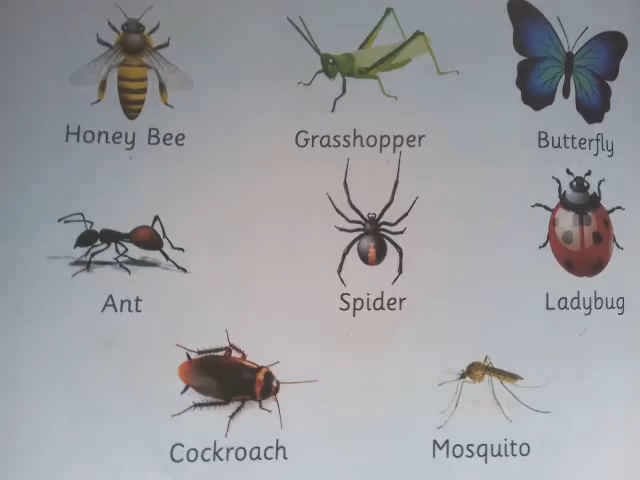 Honey Bee
Grasshopper
Butterfly
Ant
Spider
Ladybug
Cockroach
Mosquito